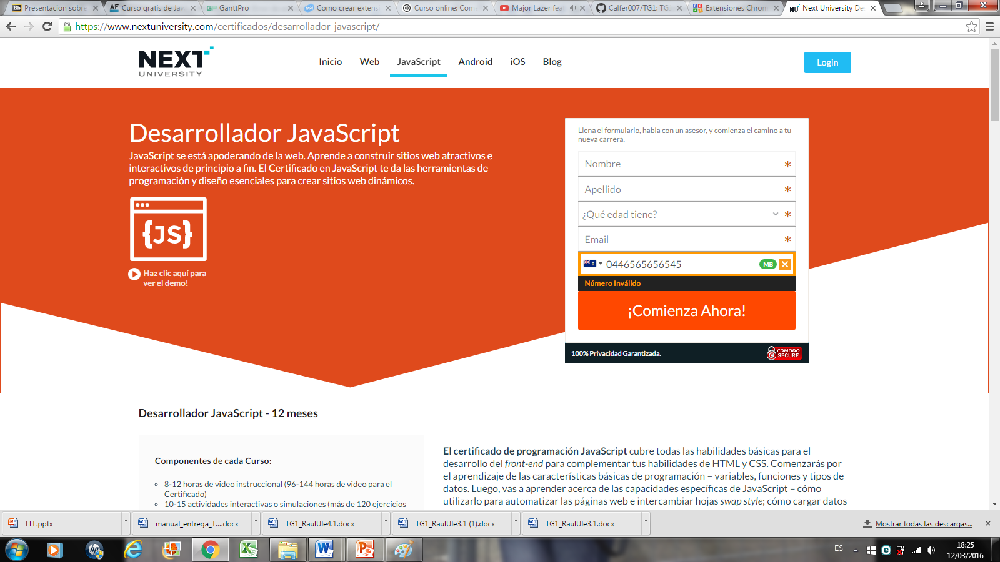 Presentacion sobre
Curso gratis de Jav
GanttPro
Como crear extens
Curso online: Com
Major Lazer feat
Calfer007/TG1: TG
Extensiones Chrom
Next University De
https://www.nextuniversity.com/certificados/desarrollador-javascript/
NEXT
UNIVERSITY
Inicio
Web
JavaScript
Android
iOS
Blog
Login
Desarrollador JavaScript
JavaScript se está apoderando de la web. Aprende a construir sitios web atractivos e
interactivos de principio a fin. El Certificado en JavaScript te da las herramientas de
programación y diseño esenciales para crear sitios web dinámicos.
{JS}
Haz clic aquí para
ver el demo!
Llena el formulario, habla con un asesor, y comienza el camino a tu
nueva carrera.
Nombre *
Apellido *
¿Qué edad tiene? *
Email *
0446565656545 MB
Número Inválido
¡Comienza Ahora!
100% Privacidad Garantizada.
COMODO
SECURE
Desarrollador JavaScript - 12 meses
Componentes de cada Curso:
8-12 horas de video instruccional (96-144 horas de video para el
Certificado)
10-15 actividades interactivas o simulaciones (más de 120 ejercicios
El certificado de programación JavaScript cubre todas las habilidades básicas para el
desarrollo del front-end para complementar tus habilidades de HTML y CSS. Comenzarás por
el aprendizaje de las características básicas de programación – variables, funciones y tipos de
datos. Luego, vas a aprender acerca de las capacidades específicas de JavaScript – cómo
utilizarlo para automatizar las páginas web e intercambiar hojas swap style; cómo cargar datos
LLL.pptx
manual_entrega_T....docx
TG1_RaulUle4.1.docx
TG1_RaulUle3.1 (1).docx
TG1_RaulUle3.1.docx
Mostrar todas las descargas...
ES
18:25
12/03/2016